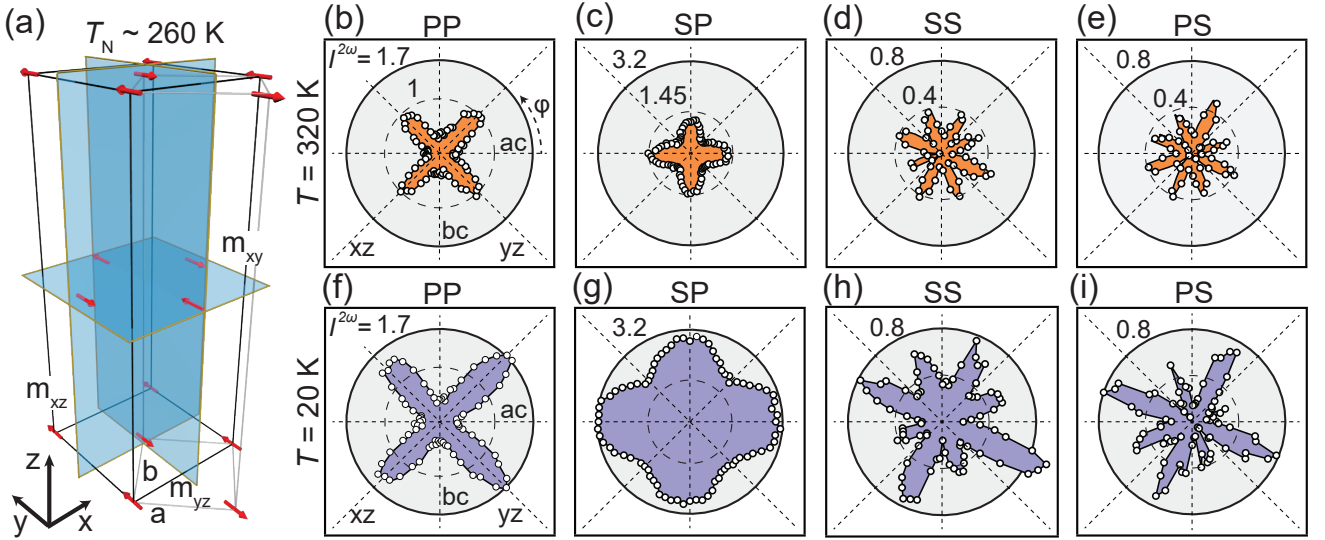 (a)
T_N ~ 260 K
m_xy
m_xz
m_yz
z
y
x
b
a
(b)
PP
(c)
SP
(d)
SS
(e)
PS
T = 320 K
I^2ω = 1.7
1
φ
ac
bc
xz
yz
3.2
1.45
0.8
0.4
0.8
0.4
(f)
PP
(g)
SP
(h)
SS
(i)
PS
T = 20 K
I^2ω = 1.7
ac
bc
xz
yz
3.2
0.8
0.8